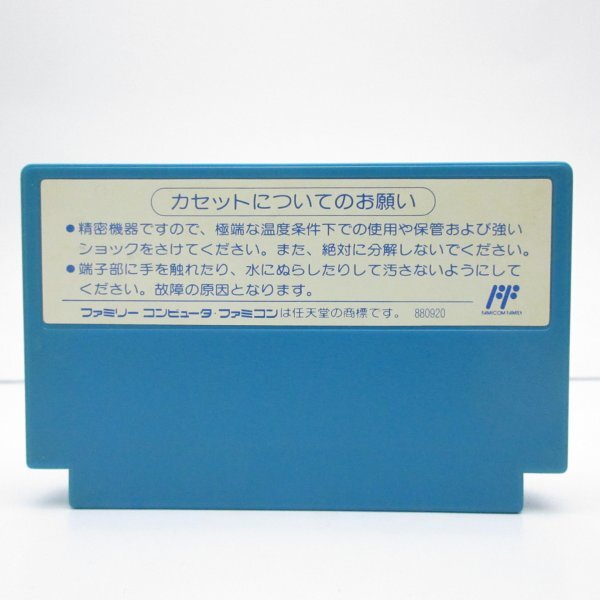 カセットについてのお願い
●精密機器ですので、極端な温度条件下での使用や保管および強い
ショックをさけてください。また、絶対に分解しないでください。
●端子部に手を触れたり、水にぬらしたりして汚さないようにして
ください。故障の原因となります。
ファミリー コンピュータ・ファミコンは任天堂の商標です。 880920
FAMICOM FAMILY